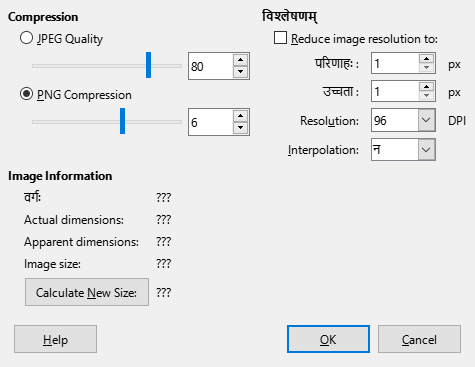 Compression
JPEG Quality
80
PNG Compression
6
विश्लेषणम्
Reduce image resolution to:
परिणाहः :
1
px
उच्चता :
1
px
Resolution:
96
DPI
Interpolation:
न
Image Information
वर्गः
???
Actual dimensions:
???
Apparent dimensions:
???
Image size:
???
Calculate New Size:
???
Help
OK
Cancel